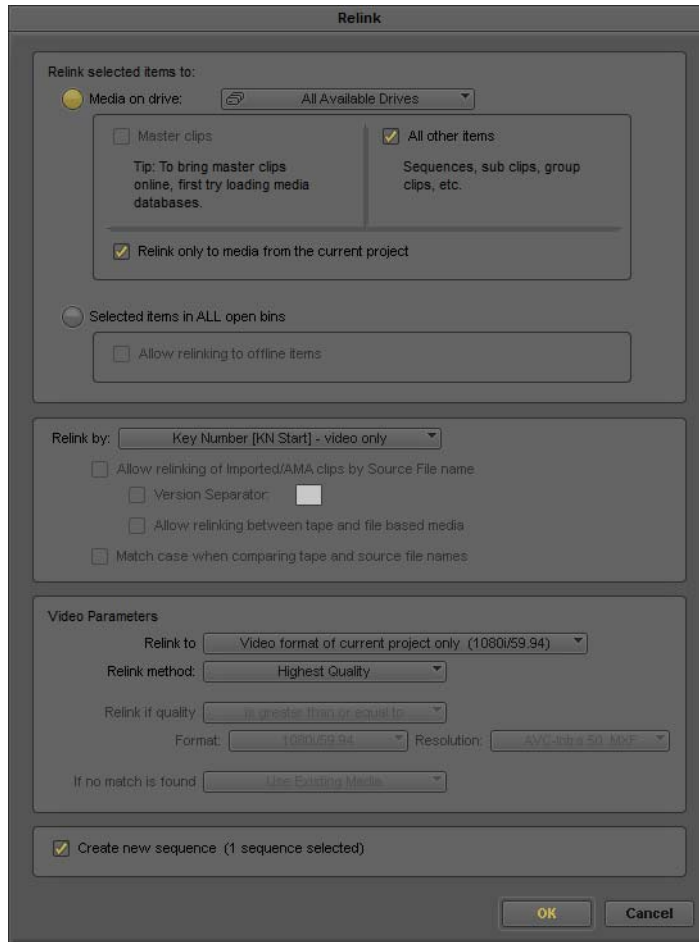 Relink
Relink selected items to:
Media on drive: All Available Drives
Master clips
Tip: To bring master clips
online, first try loading media
databases.
All other items
Sequences, sub clips, group
clips, etc.
Relink only to media from the current project
Selected items in ALL open bins
Allow relinking to offline items
Relink by: Key Number [KN Start] - video only
Allow relinking of Imported/AMA clips by Source File name
Version Separator:
Allow relinking between tape and file based media
Match case when comparing tape and source file names
Video Parameters
Relink to Video format of current project only (1080i/59.94)
Relink method: Highest Quality
Relink if quality is greater than or equal to
Format: 1080i/59.94 Resolution: AVC-Intra 50 MXF
If no match is found Use Existing Media
Create new sequence (1 sequence selected)
OK Cancel